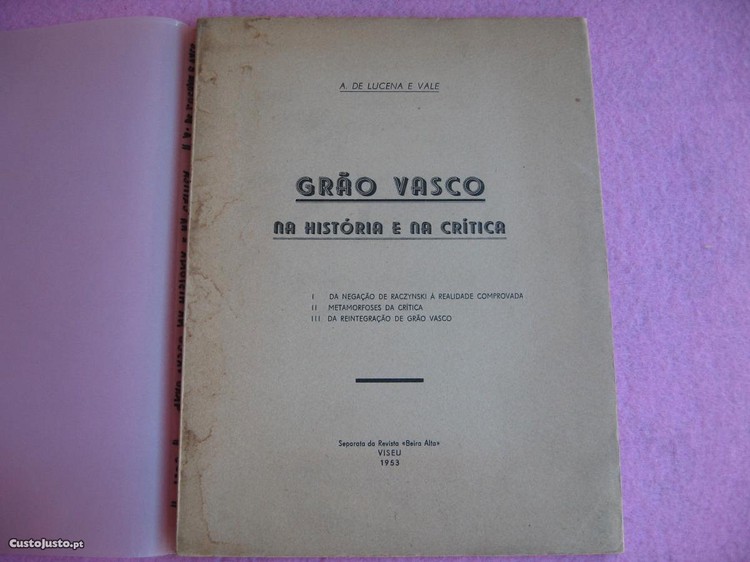 A. DE LUCENA E VALE
GRÃO VASCO
NA HISTÓRIA E NA CRÍTICA
I DA NEGAÇÃO DE RACZYNSKI À REALIDADE COMPROVADA
II METAMORFOSES DA CRÍTICA
III DA REINTEGRAÇÃO DE GRÃO VASCO
Separata da Revista «Beira Alta»
VISEU
1953
CustoJusto.pt